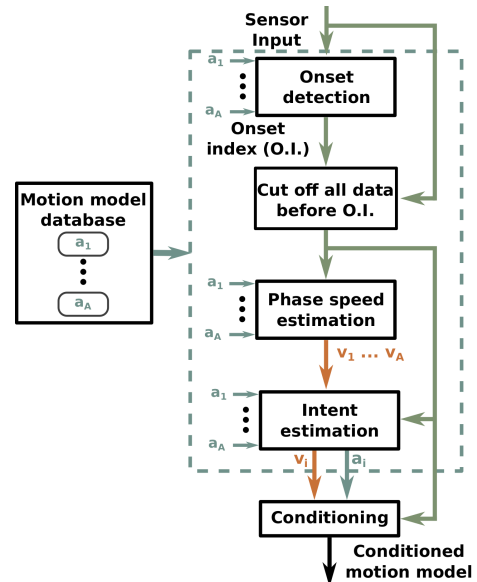 Sensor
Input
a1
aA
Onset
detection
Onset
index (O.I.)
Motion model
database
a1
aA
Cut off all data
before O.I.
a1
aA
Phase speed
estimation
v1 ... vA
a1
aA
Intent
estimation
vi
ai
Conditioning
Conditioned
motion model